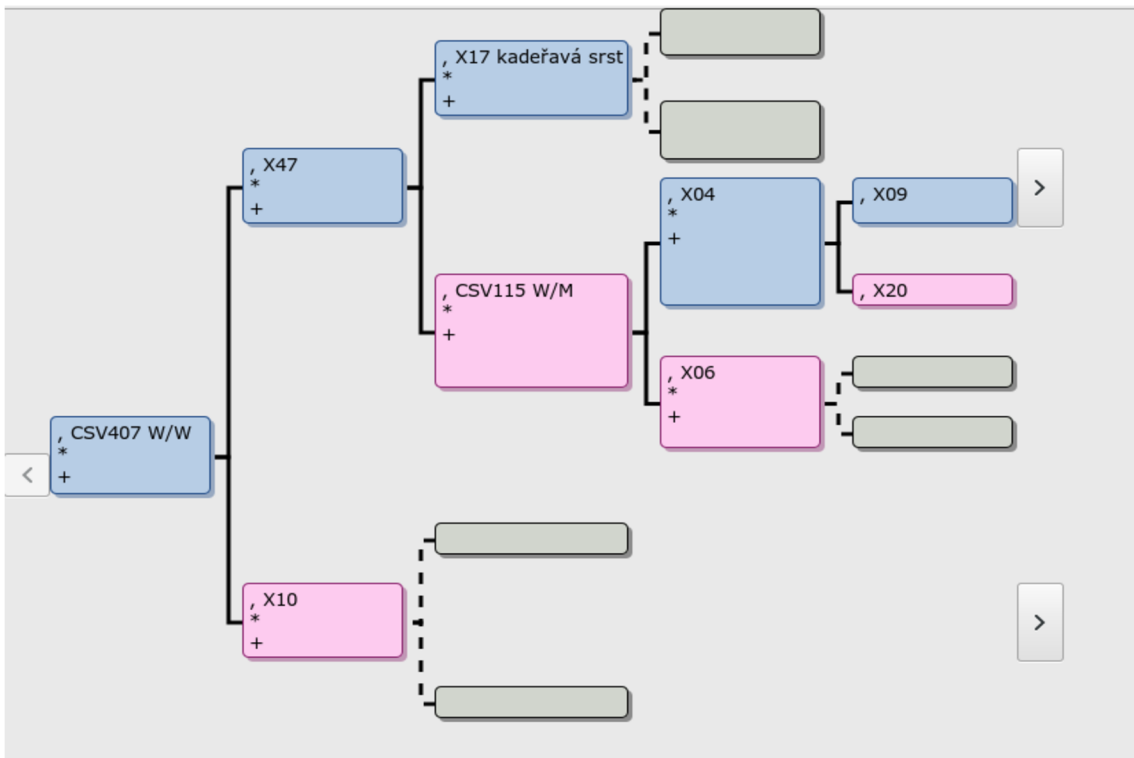 , X17 kadeřavá srst
*
+
, X47
*
+
, X04
*
+
, X09
, X20
, CSV115 W/M
*
+
, X06
*
+
, CSV407 W/W
*
+
, X10
*
+